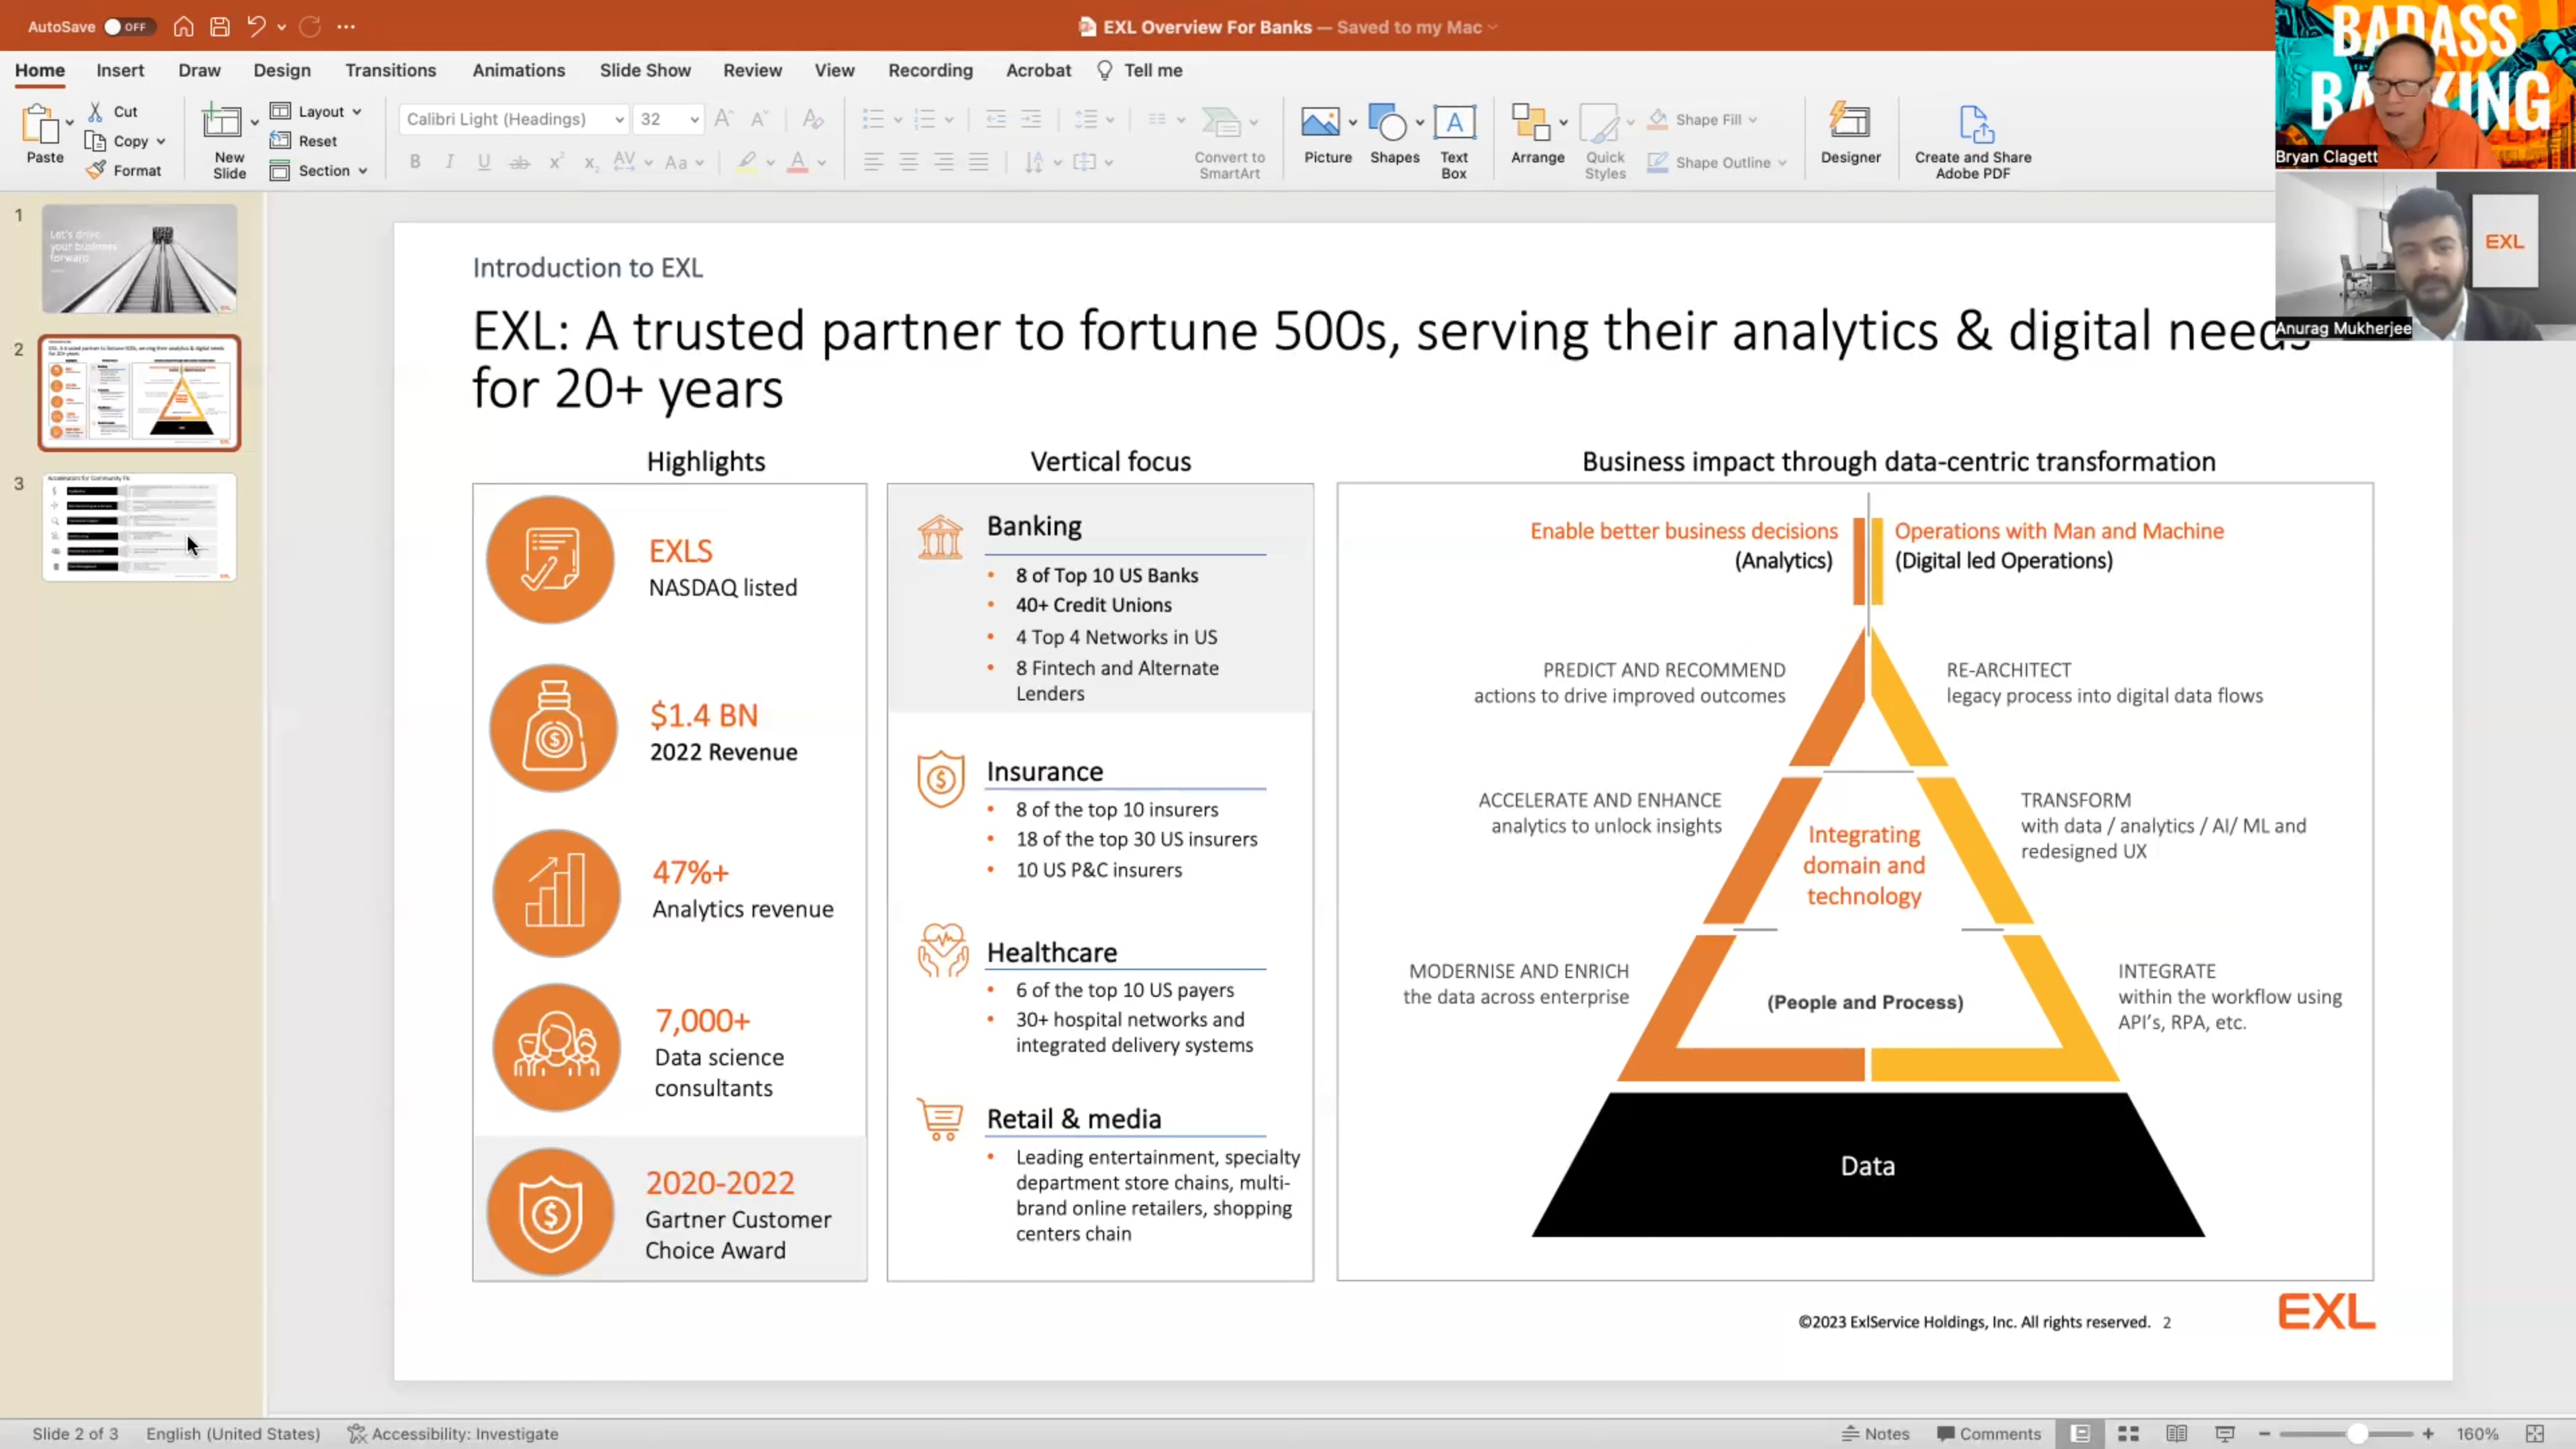 AutoSave OFF
EXL Overview For Banks — Saved to my Mac
Home Insert Draw Design Transitions Animations Slide Show Review View Recording Acrobat Tell me
Paste
Cut
Copy
Format
New
Slide
Layout
Reset
Section
Calibri Light (Headings) 32
Convert to
SmartArt
Picture
Shapes
Text
Box
Arrange
Quick
Styles
Shape Fill
Shape Outline
Designer
Create and Share
Adobe PDF
BADASS
BANKING
Bryan Clagett
EXL
Anurag Mukherjee
1
Let's drive
your business
forward
2
3
Introduction to EXL
EXL: A trusted partner to fortune 500s, serving their analytics & digital needs
for 20+ years
Highlights
EXLS
NASDAQ listed
$1.4 BN
2022 Revenue
47%+
Analytics revenue
7,000+
Data science
consultants
2020-2022
Gartner Customer
Choice Award
Vertical focus
Banking
• 8 of Top 10 US Banks
• 40+ Credit Unions
• 4 Top 4 Networks in US
• 8 Fintech and Alternate
Lenders
Insurance
• 8 of the top 10 insurers
• 18 of the top 30 US insurers
• 10 US P&C insurers
Healthcare
• 6 of the top 10 US payers
• 30+ hospital networks and
integrated delivery systems
Retail & media
• Leading entertainment, specialty
department store chains, multi-
brand online retailers, shopping
centers chain
Business impact through data-centric transformation
Enable better business decisions
(Analytics)
Operations with Man and Machine
(Digital led Operations)
PREDICT AND RECOMMEND
actions to drive improved outcomes
RE-ARCHITECT
legacy process into digital data flows
ACCELERATE AND ENHANCE
analytics to unlock insights
TRANSFORM
with data / analytics / AI/ ML and
redesigned UX
Integrating
domain and
technology
MODERNISE AND ENRICH
the data across enterprise
(People and Process)
INTEGRATE
within the workflow using
API's, RPA, etc.
Data
©2023 ExlService Holdings, Inc. All rights reserved. 2
EXL
Slide 2 of 3 English (United States) Accessibility: Investigate
Notes Comments 160%